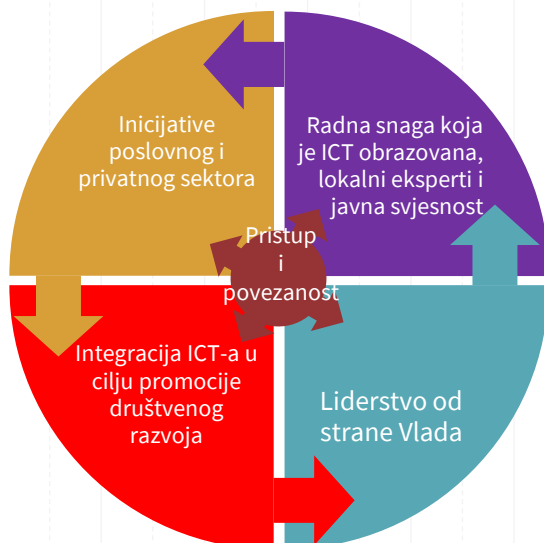 Inicijative
poslovnog i
privatnog sektora
Radna snaga koja
je ICT obrazovana,
lokalni eksperti i
javna svjesnost
Pristup
i
povezanost
Integracija ICT-a u
cilju promocije
društvenog
razvoja
Liderstvo od
strane Vlada